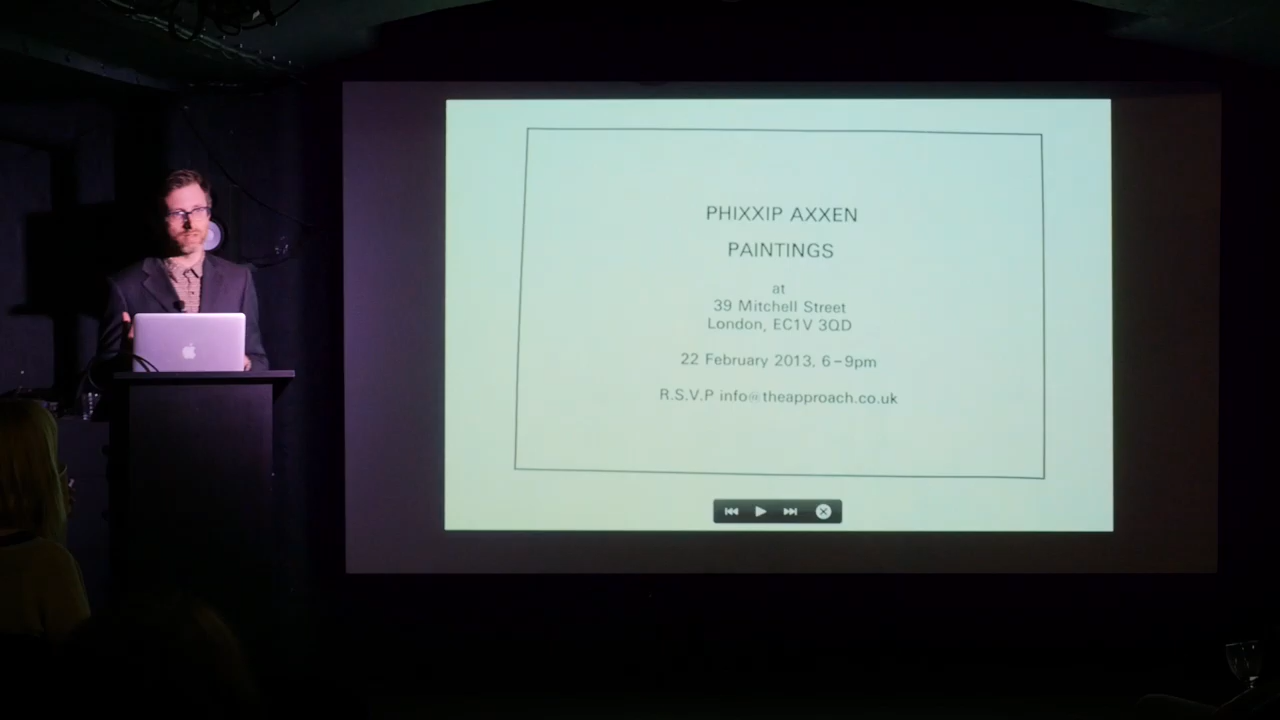 PHIXXIP AXXEN
PAINTINGS
at
39 Mitchell Street
London, EC1V 3QD
22 February 2013, 6–9pm
R.S.V.P info@theapproach.co.uk